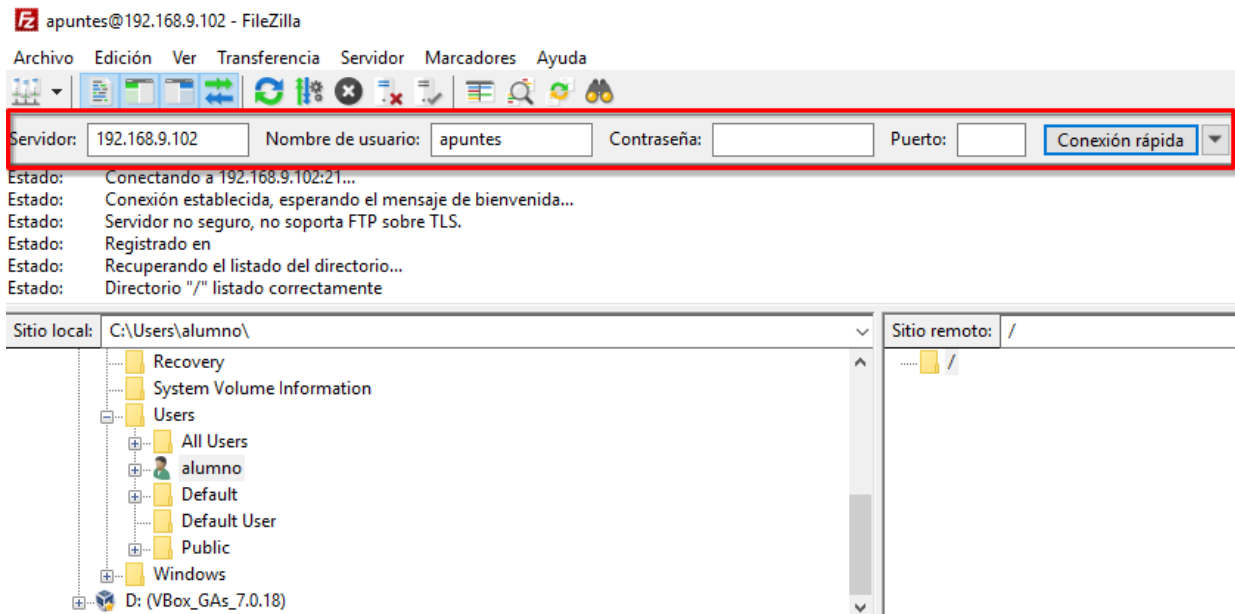 apuntes@192.168.9.102 - FileZilla
Archivo Edición Ver Transferencia Servidor Marcadores Ayuda
Servidor: 192.168.9.102 Nombre de usuario: apuntes Contraseña: Puerto: Conexión rápida
Estado: Conectando a 192.168.9.102:21...
Estado: Conexión establecida, esperando el mensaje de bienvenida...
Estado: Servidor no seguro, no soporta FTP sobre TLS.
Estado: Registrado en
Estado: Recuperando el listado del directorio...
Estado: Directorio "/" listado correctamente
Sitio local: C:\Users\alumno\
Recovery
System Volume Information
Users
All Users
alumno
Default
Default User
Public
Windows
D: (VBox_GAs_7.0.18)
Sitio remoto: /
/